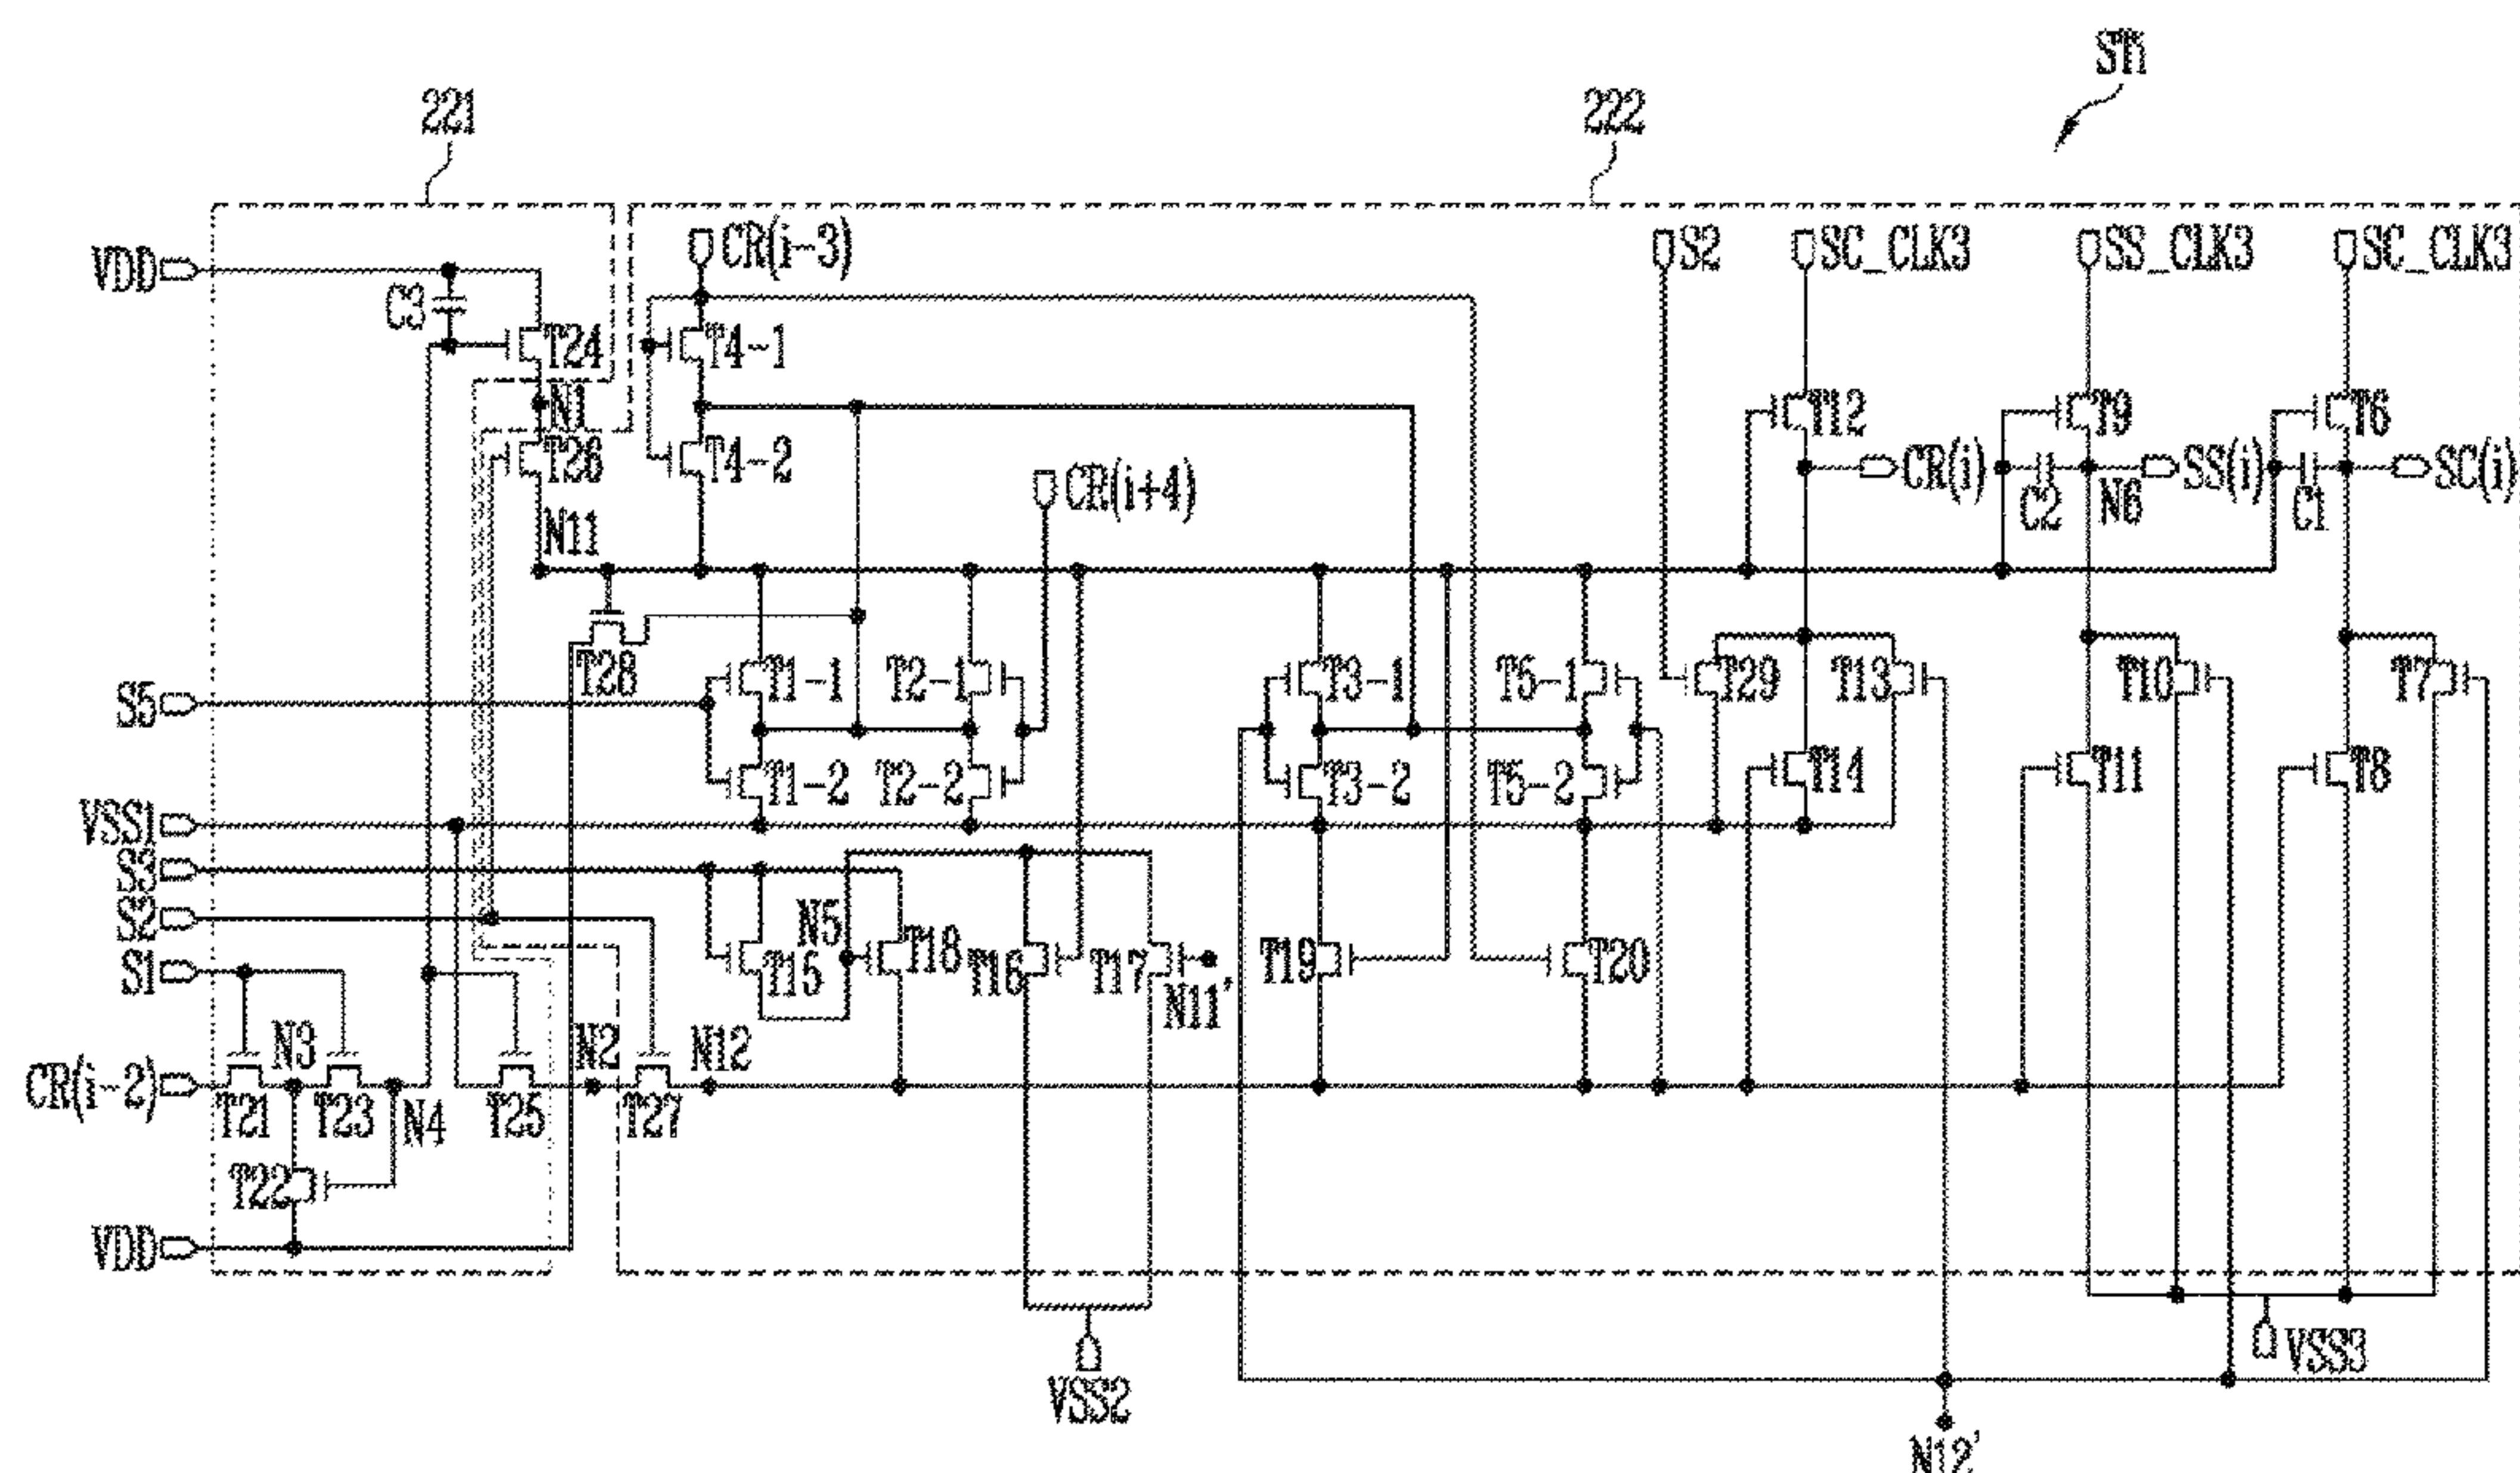 STi
221
222
VDD
CR(i-3)
S2
SC_CLK3
SS_CLK3
SC_CLK3
C3
T24
T4-1
N1
T12
T9
T6
T26
T4-2
CR(i+4)
CR(i)
C2
N6
SS(i)
C1
SC(i)
N11
T28
T1-1
T2-1
T3-1
T5-1
T29
T13
T10
T7
S5
T1-2
T2-2
T3-2
T5-2
T14
T11
T8
VSS1
S3
S2
N5
T18
T15
T16
T17
N11'
T19
T20
S1
N3
N2
N12
CR(i-2)
T21
T23
N4
T25
T27
T22
VDD
VSS2
VSS3
N12'